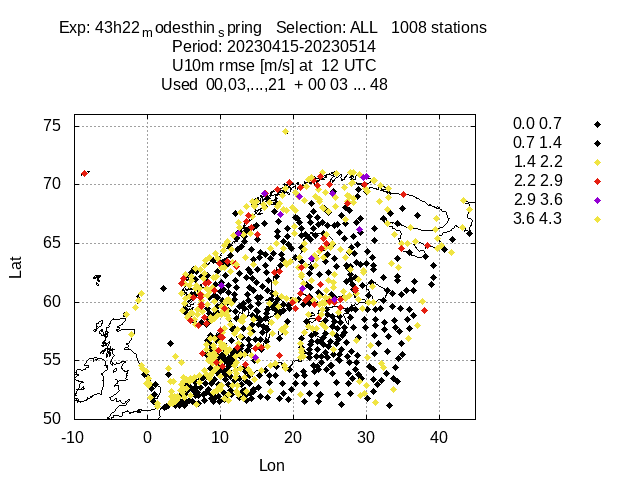 Exp: 43h22modesthinspring   Selection: ALL   1008 stations
Period: 20230415-20230514
U10m rmse [m/s] at  12 UTC
Used  00,03,...,21  + 00 03 ... 48
75
70
65
60
55
50
Lat
-10 0 10 20 30 40
Lon
0.0 0.7
0.7 1.4
1.4 2.2
2.2 2.9
2.9 3.6
3.6 4.3